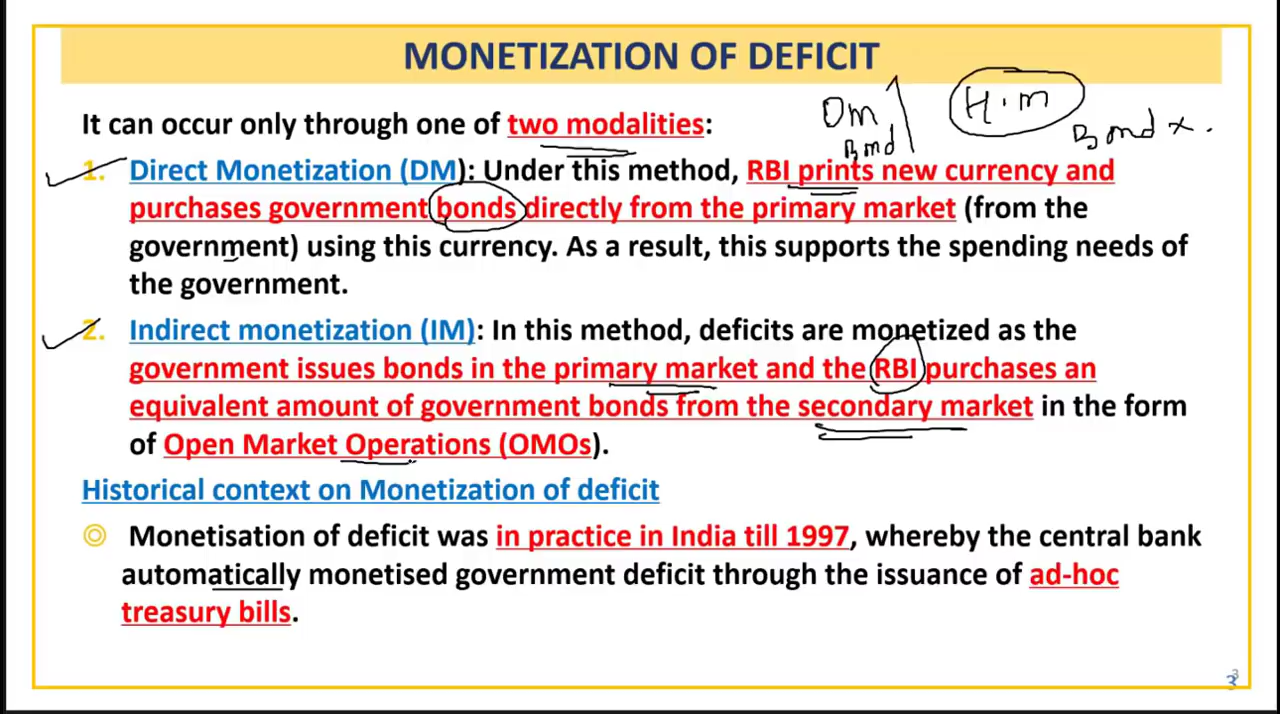 MONETIZATION OF DEFICIT
It can occur only through one of two modalities:
Dm
Bond
H.m
Bond x.
1. Direct Monetization (DM): Under this method, RBI prints new currency and
purchases government bonds directly from the primary market (from the
government) using this currency. As a result, this supports the spending needs of
the government.
2. Indirect monetization (IM): In this method, deficits are monetized as the
government issues bonds in the primary market and the RBI purchases an
equivalent amount of government bonds from the secondary market in the form
of Open Market Operations (OMOs).
Historical context on Monetization of deficit
Monetisation of deficit was in practice in India till 1997, whereby the central bank
automatically monetised government deficit through the issuance of ad-hoc
treasury bills.
3
3